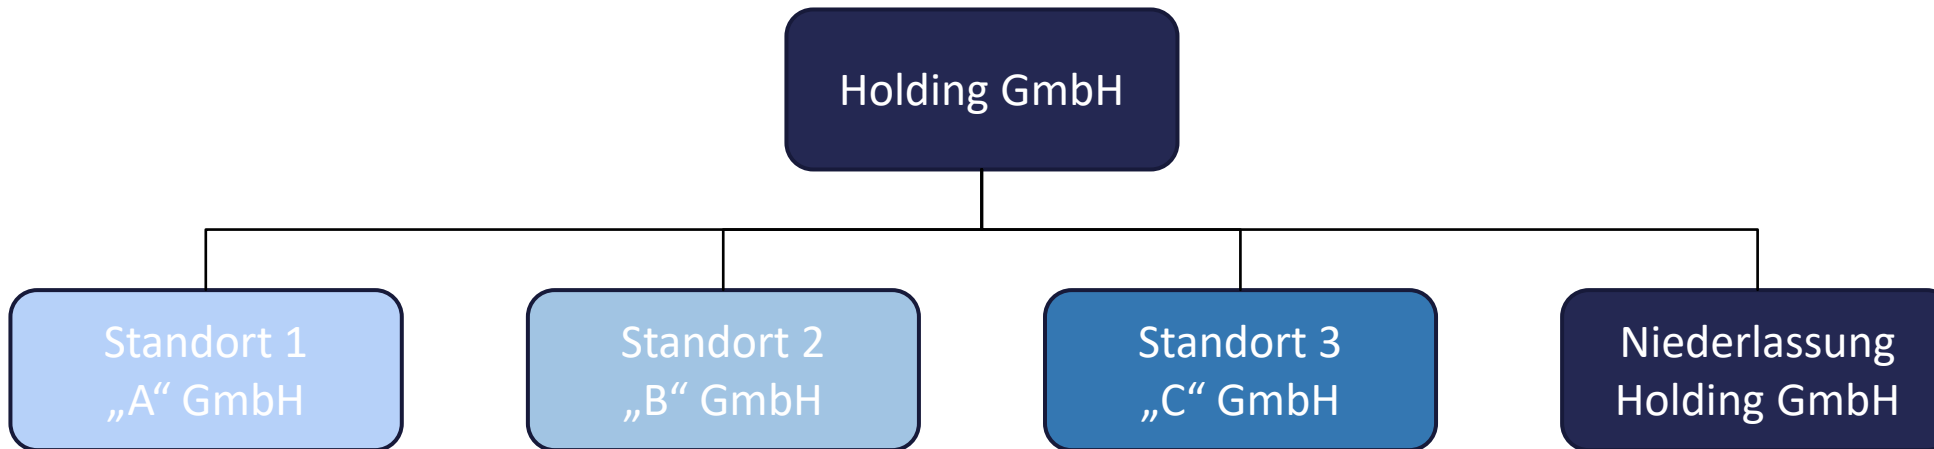 Holding GmbH
Standort 1
„A“ GmbH
Standort 2
„B“ GmbH
Standort 3
„C“ GmbH
Niederlassung
Holding GmbH